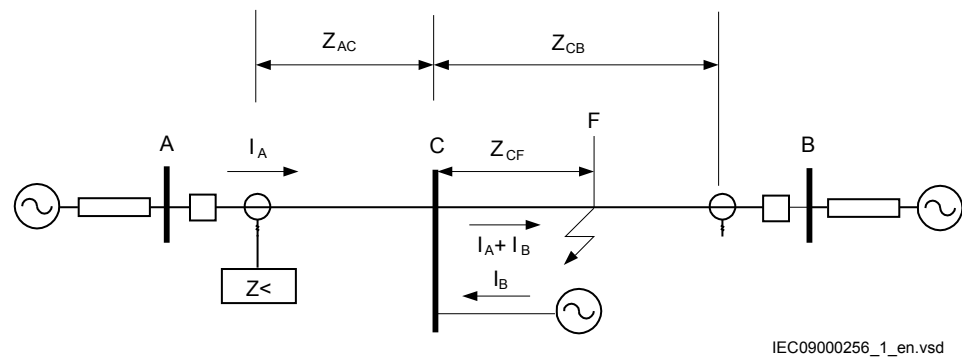 Z_AC
Z_CB
A
I_A
C
Z_CF
F
B
I_A + I_B
I_B
Z<
IEC09000256_1_en.vsd